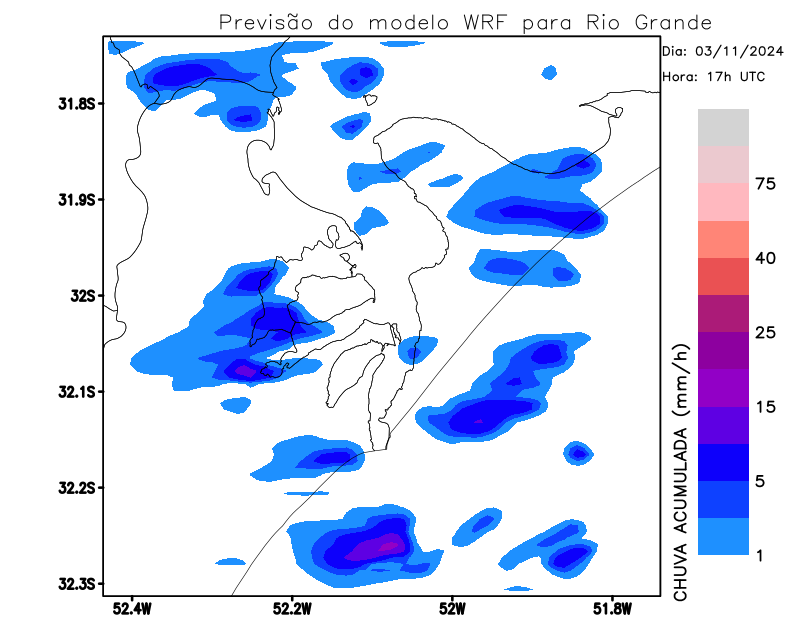 Previsão do modelo WRF para Rio Grande
Dia: 03/11/2024
Hora: 17h UTC
31.8S
31.9S
32S
32.1S
32.2S
32.3S
52.4W
52.2W
52W
51.8W
75
40
25
15
5
1
CHUVA ACUMULADA (mm/h)